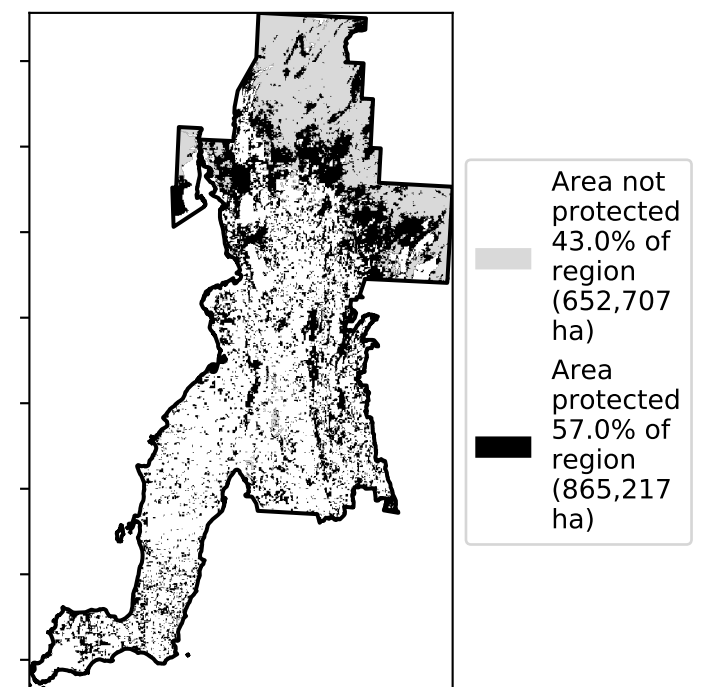 Area not
protected
43.0% of
region
(652,707
ha)
Area
protected
57.0% of
region
(865,217
ha)